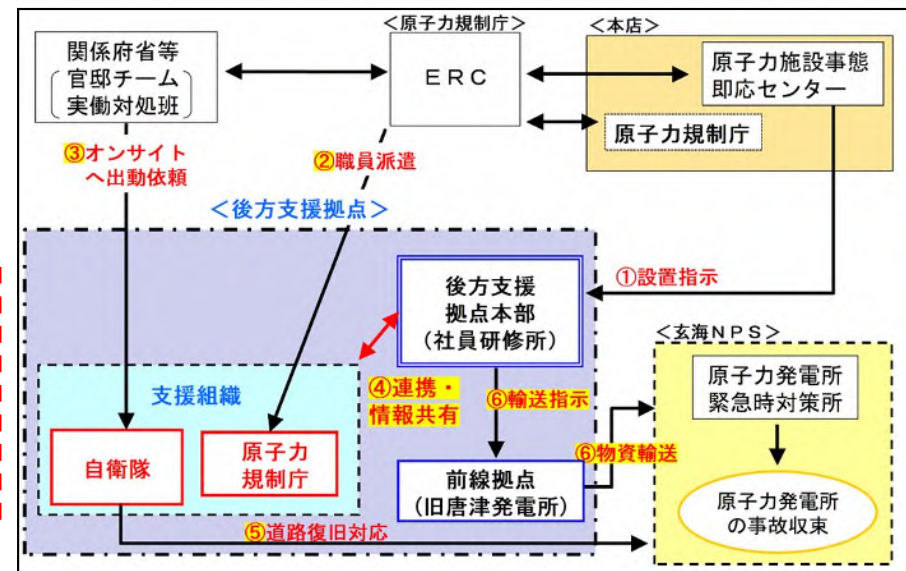 <原子力規制庁>
<本店>
関係府省等
官邸チーム
実働対処班
ERC
原子力施設事態
即応センター
原子力規制庁
③オンサイト
へ出動依頼
②職員派遣
<後方支援拠点>
①設置指示
後方支援
拠点本部
(社員研修所)
<玄海NPS>
支援組織
④連携・
情報共有
⑥輸送指示
原子力発電所
緊急時対策所
自衛隊
原子力
規制庁
⑥物資輸送
前線拠点
(旧唐津発電所)
原子力発電所
の事故収束
⑤道路復旧対応